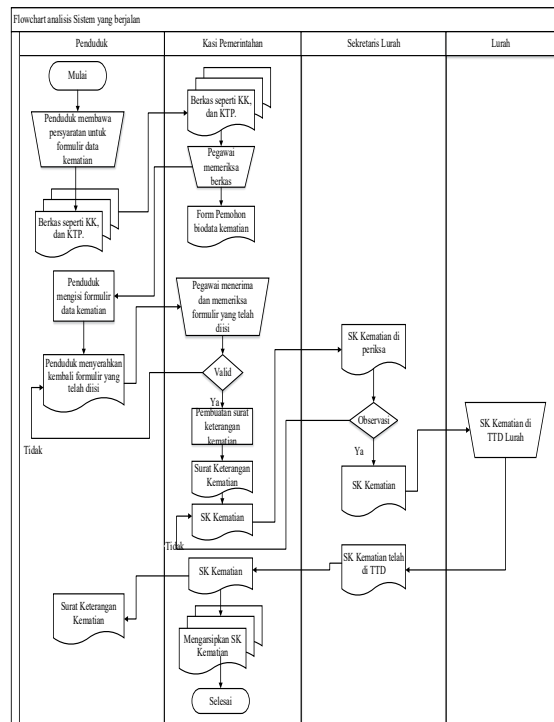 Flowchart analisis Sistem yang berjalan
Penduduk
Kasi Pemerintahan
Sekretaris Lurah
Lurah
Mulai
Penduduk membawa
persyaratan untuk
formulir data
kematian
Berkas seperti KK,
dan KTP.
Berkas seperti KK,
dan KTP.
Pegawai
memeriksa
berkas
Form Pemohon
biodata kematian
Penduduk
mengisi formulir
data kematian
Pegawai menerima
dan memeriksa
formulir yang telah
diisi
Penduduk menyerahkan
kembali formulir yang
telah diisi
Valid
Tidak
Ya
Pembuatan surat
keterangan
kematian
Surat Keterangan
Kematian
SK Kematian
Tidak
SK Kematian di
periksa
Observasi
Ya
SK Kematian
SK Kematian di
TTD Lurah
SK Kematian telah
di TTD
SK Kematian
Surat Keterangan
Kematian
Mengarsipkan SK
Kematian
Selesai